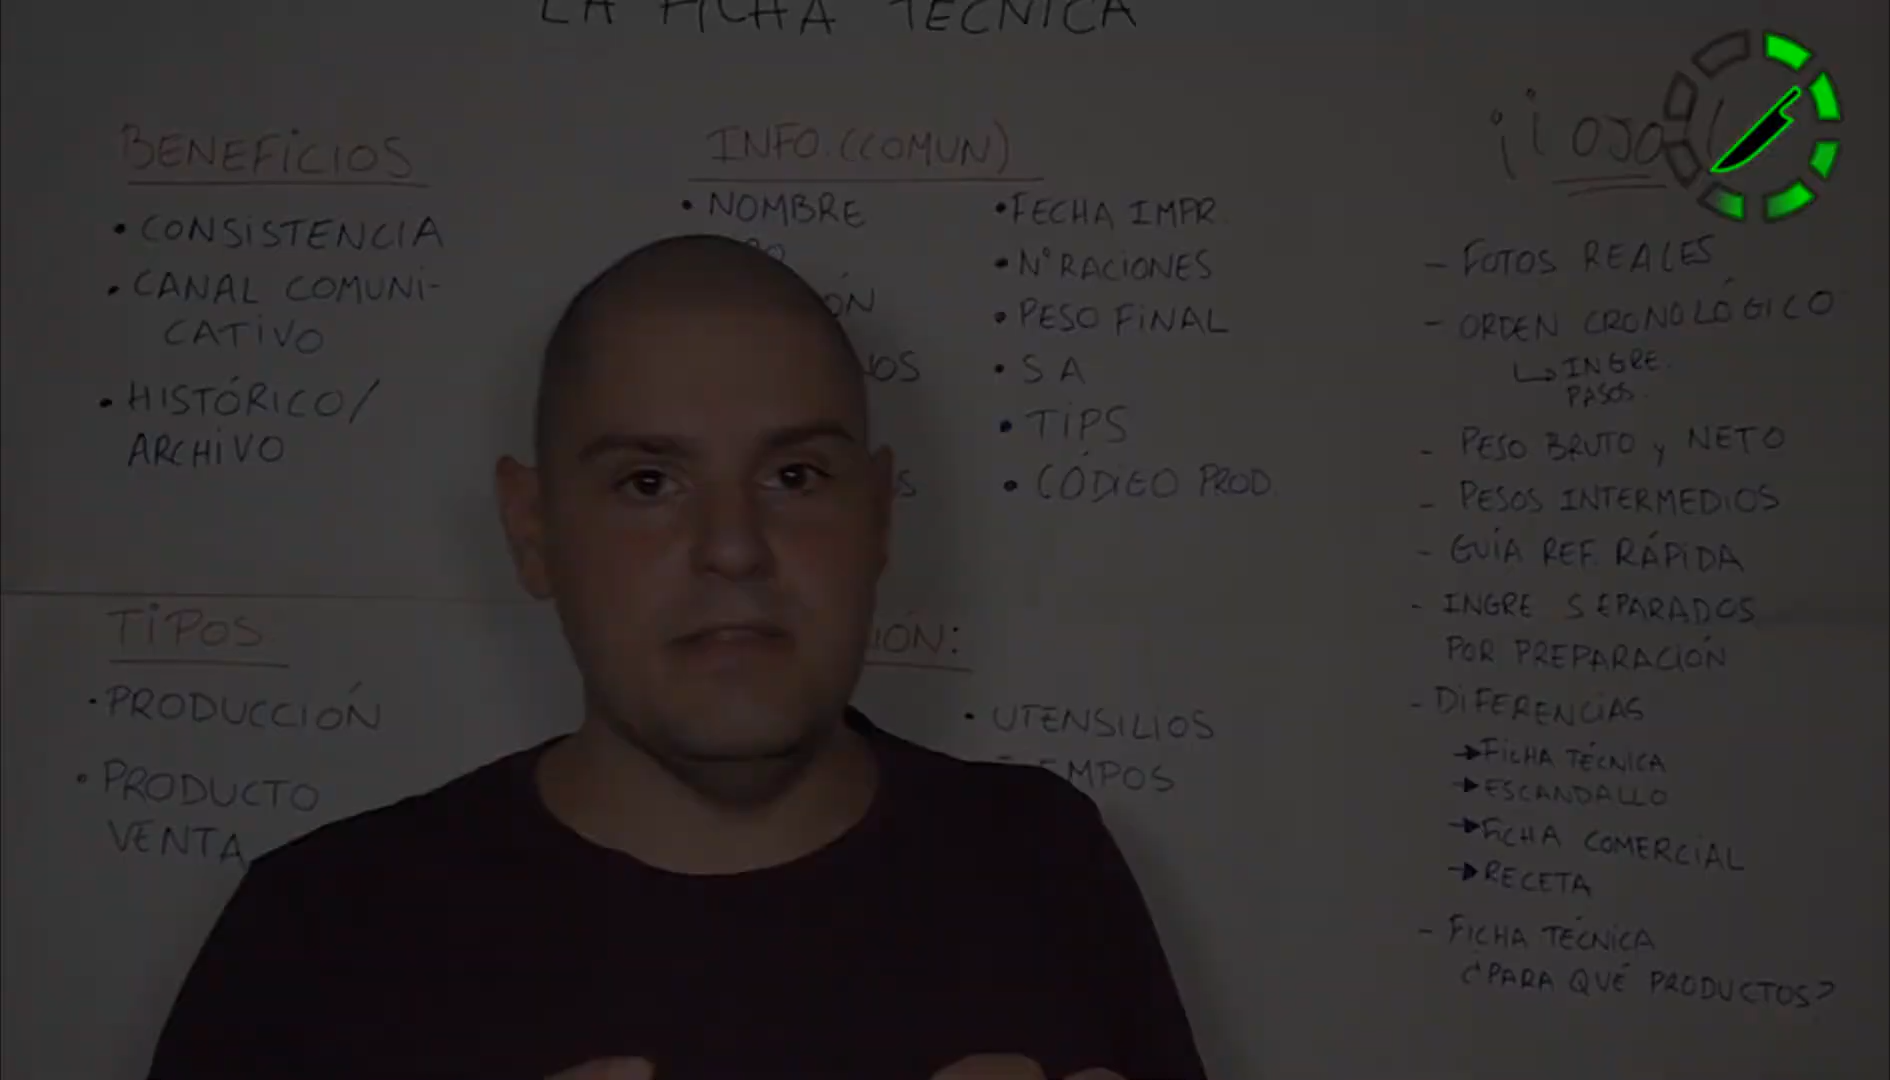 LA FICHA TÉCNICA
BENEFICIOS
• CONSISTENCIA
• CANAL COMUNI-
CATIVO
• HISTÓRICO/
ARCHIVO
INFO. (COMUN)
• NOMBRE
• FECHA IMPR.
• Nº RACIONES
• PESO FINAL
• S A
• TIPS
• CÓDIGO PROD.
TIPOS
• PRODUCCIÓN
• PRODUCTO
VENTA
IÓN:
• UTENSILIOS
EMPOS
¡¡OJO
- FOTOS REALES
- ORDEN CRONOLÓGICO
↳ INGRE.
PASOS.
- PESO BRUTO y NETO
- PESOS INTERMEDIOS
- GUÍA REF. RÁPIDA
- INGRE SEPARADOS
POR PREPARACIÓN
- DIFERENCIAS
→ FICHA TÉCNICA
→ ESCANDALLO
→ FICHA COMERCIAL
→ RECETA
- FICHA TÉCNICA
¿PARA QUÉ PRODUCTOS?